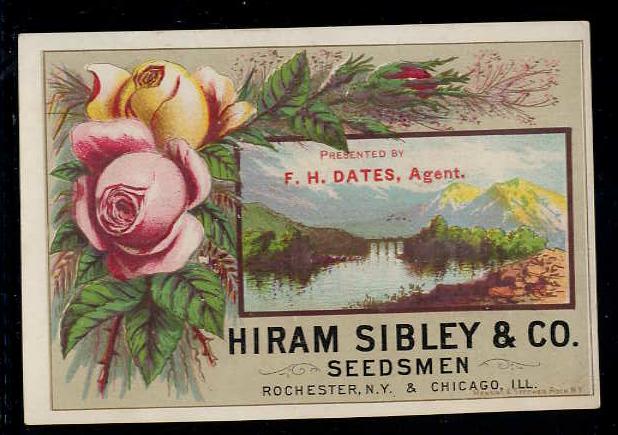 PRESENTED BY
F. H. DATES, Agent.
HIRAM SIBLEY & CO.
SEEDSMEN
ROCHESTER, N.Y. & CHICAGO, ILL.